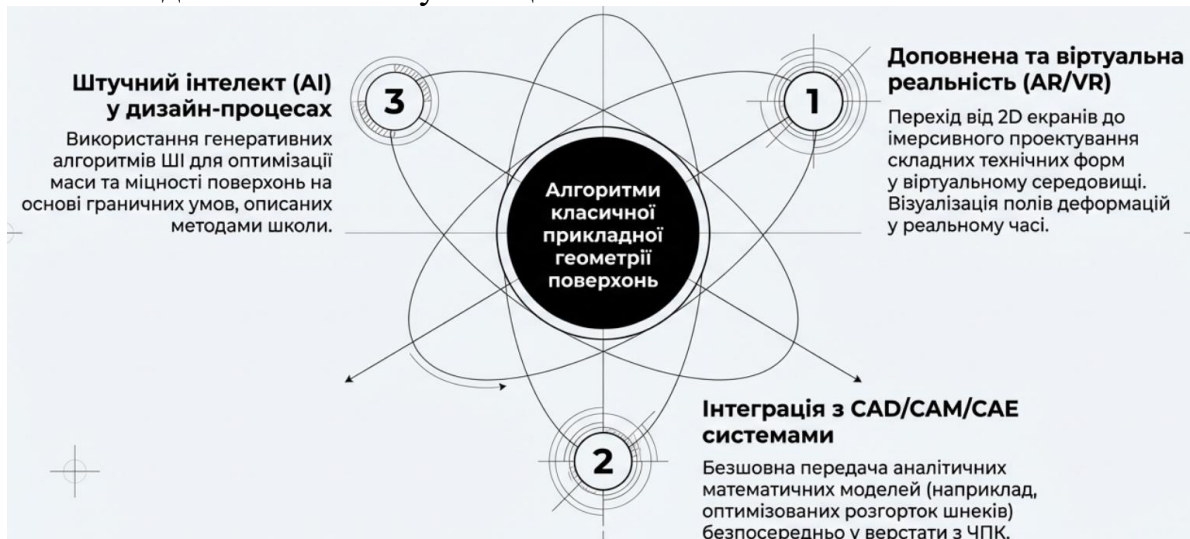 Штучний інтелект (AI)
у дизайн-процесах
Використання генеративних
алгоритмів ШІ для оптимізації
маси та міцності поверхонь на
основі граничних умов, описаних
методами школи.
3
1
Доповнена та віртуальна
реальність (AR/VR)
Перехід від 2D екранів до
імерсивного проектування
складних технічних форм
у віртуальному середовищі.
Візуалізація полів деформацій
у реальному часі.
Алгоритми
класичної
прикладної
геометрії
поверхонь
2
Інтеграція з CAD/CAM/CAE
системами
Безшовна передача аналітичних
математичних моделей (наприклад,
оптимізованих розгорток шнеків)
безпосередньо у верстати з ЧПК.